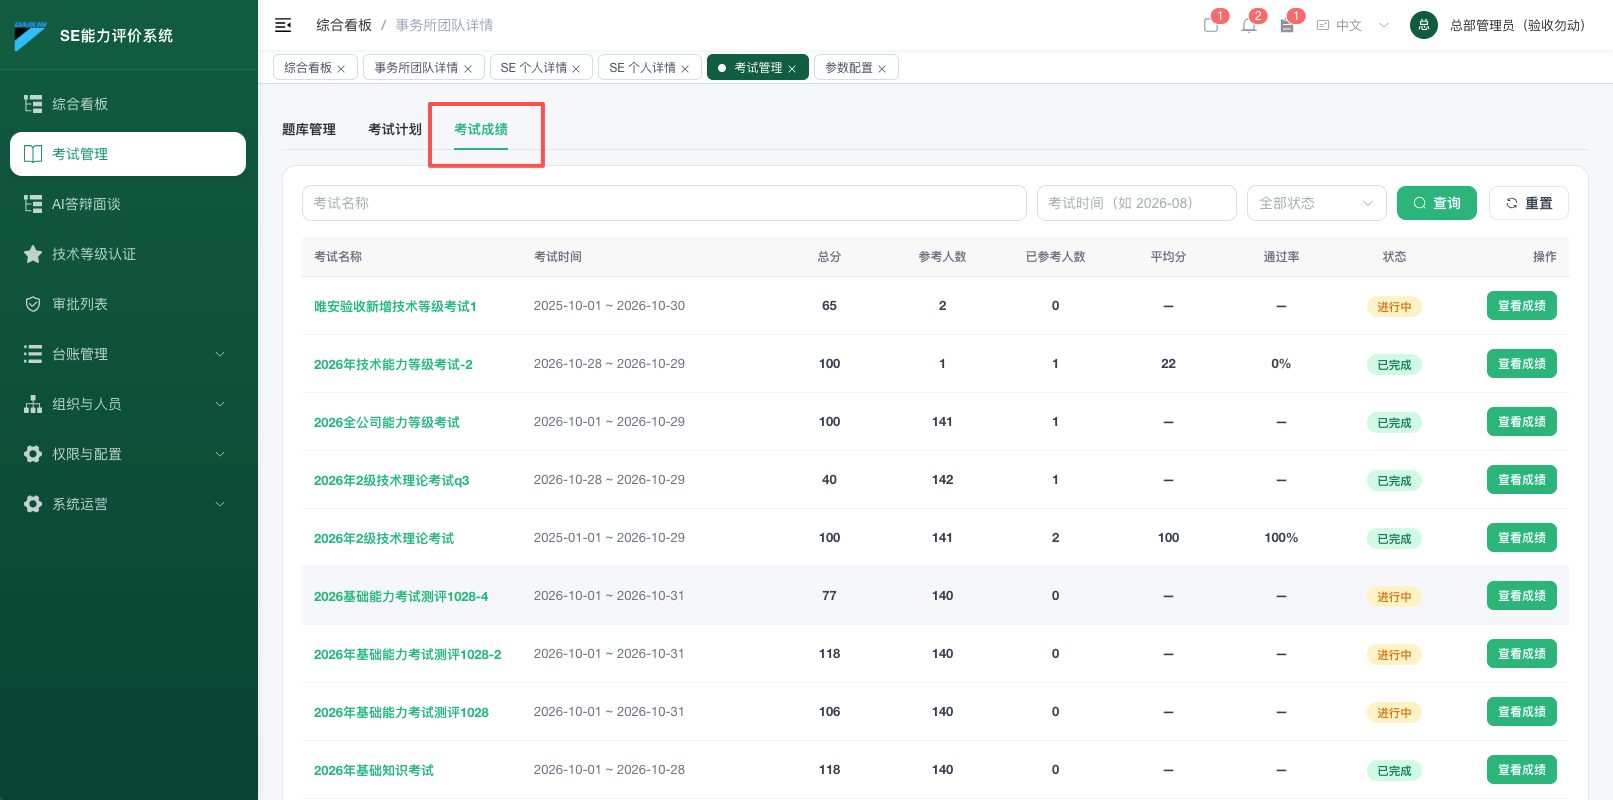 DAIKIN
SE能力评价系统
综合看板 / 事务所团队详情
1
2
1
中文
总
总部管理员（验收勿动）
综合看板
事务所团队详情
SE 个人详情
SE 个人详情
考试管理
参数配置
综合看板
考试管理
AI答辩面谈
技术等级认证
审批列表
台账管理
组织与人员
权限与配置
系统运营
题库管理 考试计划 考试成绩
考试名称 考试时间（如 2026-08） 全部状态 查询 重置
考试名称 考试时间 总分 参考人数 已参考人数 平均分 通过率 状态 操作
唯安验收新增技术等级考试1 2025-10-01 ~ 2026-10-30 65 2 0 — — 进行中 查看成绩
2026年技术能力等级考试-2 2026-10-28 ~ 2026-10-29 100 1 1 22 0% 已完成 查看成绩
2026全公司能力等级考试 2026-10-01 ~ 2026-10-29 100 141 1 — — 已完成 查看成绩
2026年2级技术理论考试q3 2026-10-28 ~ 2026-10-29 40 142 1 — — 已完成 查看成绩
2026年2级技术理论考试 2025-01-01 ~ 2026-10-29 100 141 2 100 100% 已完成 查看成绩
2026基础能力考试测评1028-4 2026-10-01 ~ 2026-10-31 77 140 0 — — 进行中 查看成绩
2026年基础能力考试测评1028-2 2026-10-01 ~ 2026-10-31 118 140 0 — — 进行中 查看成绩
2026年基础能力考试测评1028 2026-10-01 ~ 2026-10-31 106 140 0 — — 进行中 查看成绩
2026年基础知识考试 2026-10-01 ~ 2026-10-28 118 140 0 — — 已完成 查看成绩